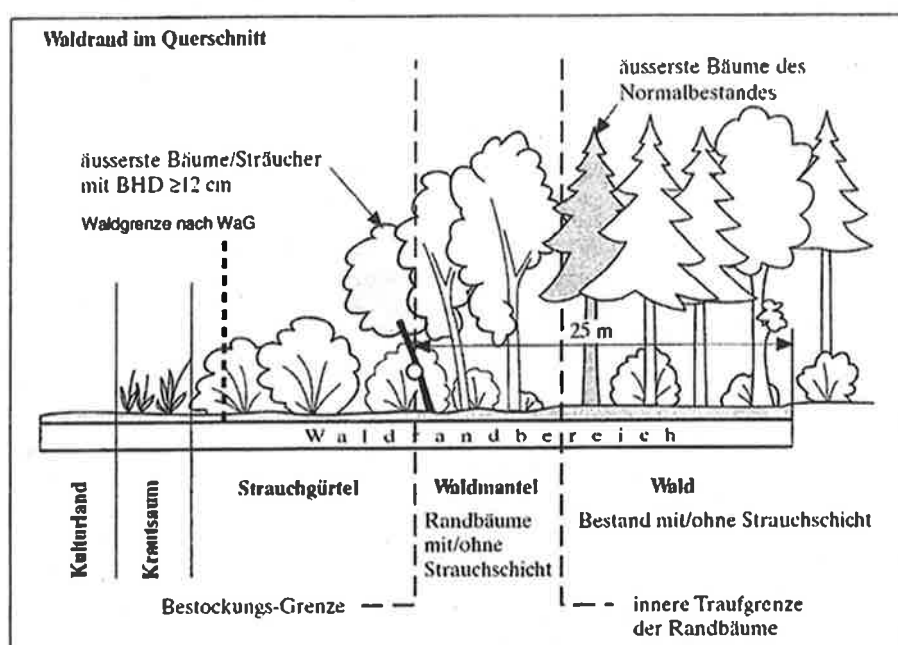 Waldrand im Querschnitt
äusserste Bäume des
Normalbestandes
äusserste Bäume/Sträucher
mit BHD ≥12 cm
Waldgrenze nach WaG
25 m
Waldrandbereich
Kulturland
Krautsaum
Strauchgürtel
Waldmantel
Randbäume
mit/ohne
Strauchschicht
Wald
Bestand mit/ohne Strauchschicht
Bestockungs-Grenze
innere Traufgrenze
der Randbäume